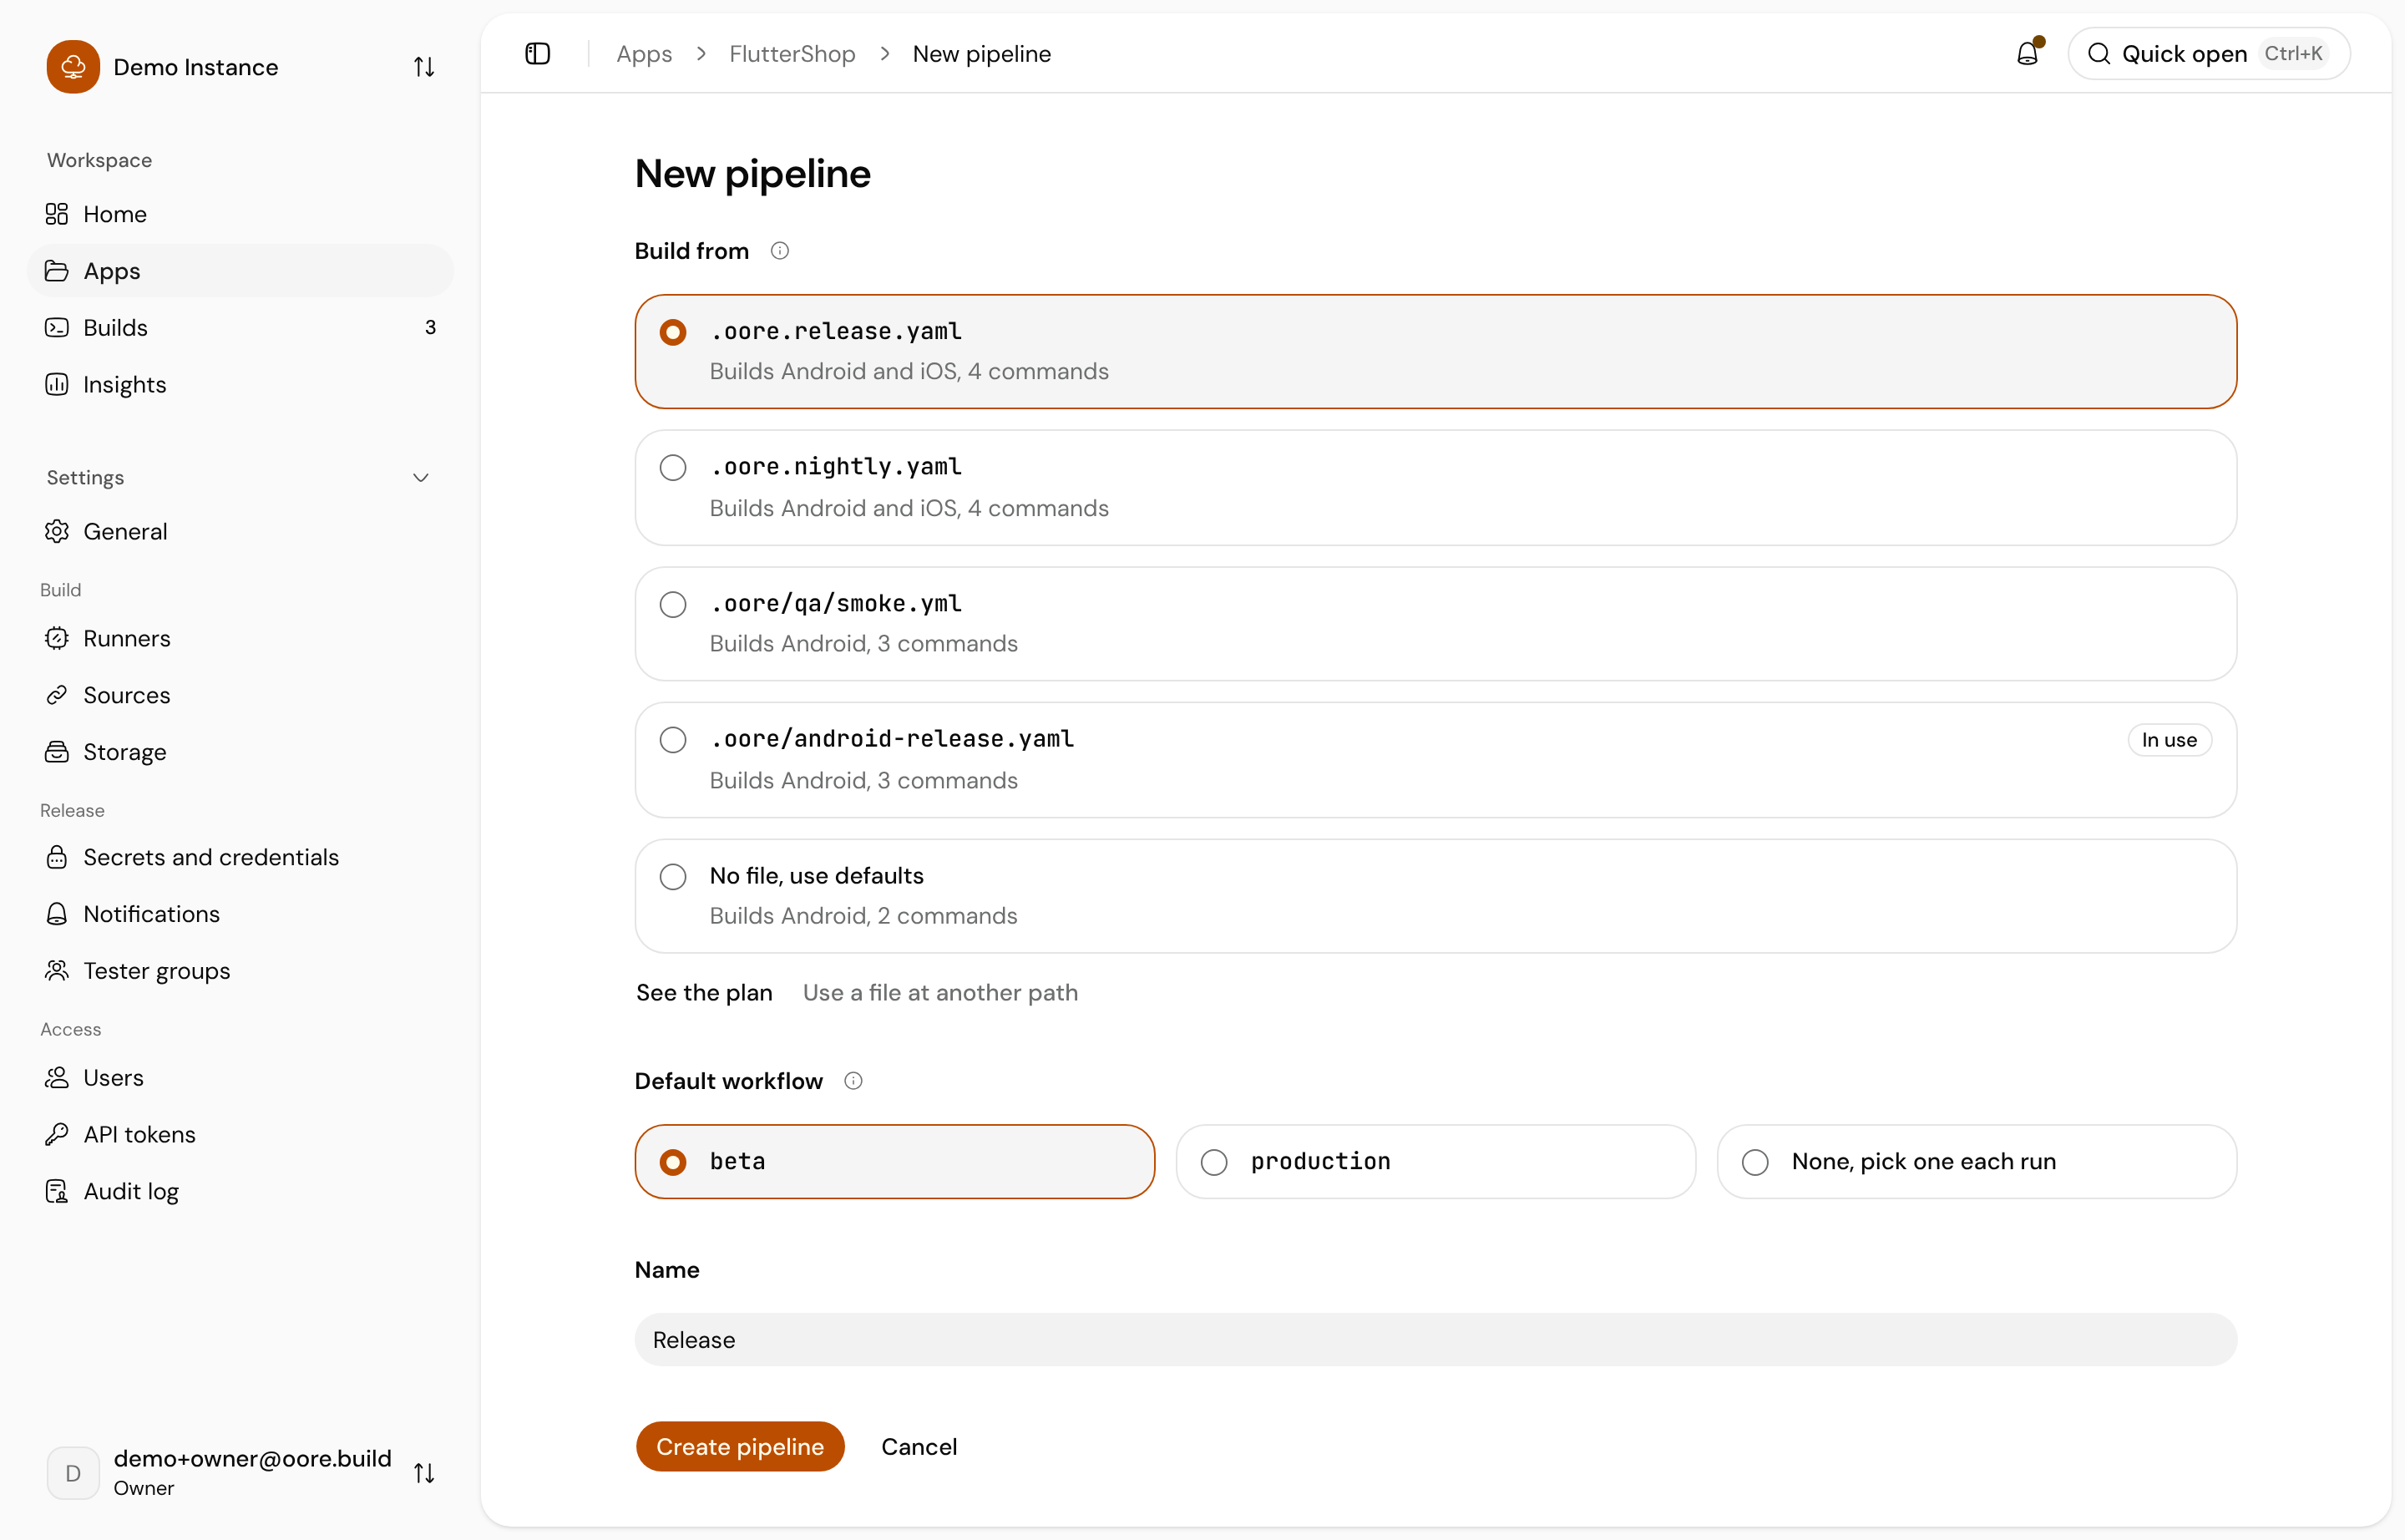 Demo Instance
Workspace
Home
Apps
Builds
3
Insights
Settings
General
Build
Runners
Sources
Storage
Release
Secrets and credentials
Notifications
Tester groups
Access
Users
API tokens
Audit log
D
demo+owner@oore.build
Owner
Apps > FlutterShop > New pipeline
Quick open Ctrl+K
New pipeline
Build from
.oore.release.yaml
Builds Android and iOS, 4 commands
.oore.nightly.yaml
Builds Android and iOS, 4 commands
.oore/qa/smoke.yml
Builds Android, 3 commands
.oore/android-release.yaml
In use
Builds Android, 3 commands
No file, use defaults
Builds Android, 2 commands
See the plan
Use a file at another path
Default workflow
beta
production
None, pick one each run
Name
Release
Create pipeline
Cancel